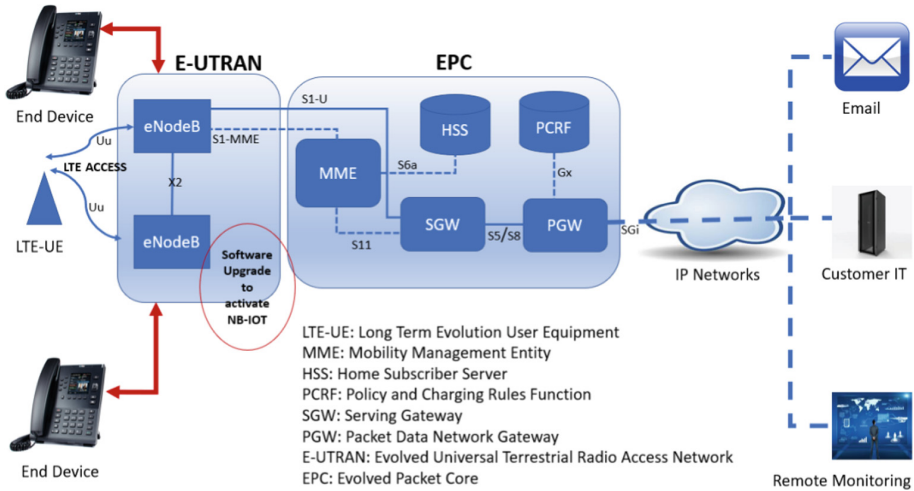 E-UTRAN
EPC
End Device
eNodeB
S1-U
S1-MME
Uu
LTE ACCESS
X2
Uu
LTE-UE
eNodeB
MME
HSS
PCRF
S6a
Gx
S11
SGW
S5/S8
PGW
SGi
IP Networks
Email
Customer IT
Remote Monitoring
Software
Upgrade
to
activate
NB-IOT
End Device
LTE-UE: Long Term Evolution User Equipment
MME: Mobility Management Entity
HSS: Home Subscriber Server
PCRF: Policy and Charging Rules Function
SGW: Serving Gateway
PGW: Packet Data Network Gateway
E-UTRAN: Evolved Universal Terrestrial Radio Access Network
EPC: Evolved Packet Core